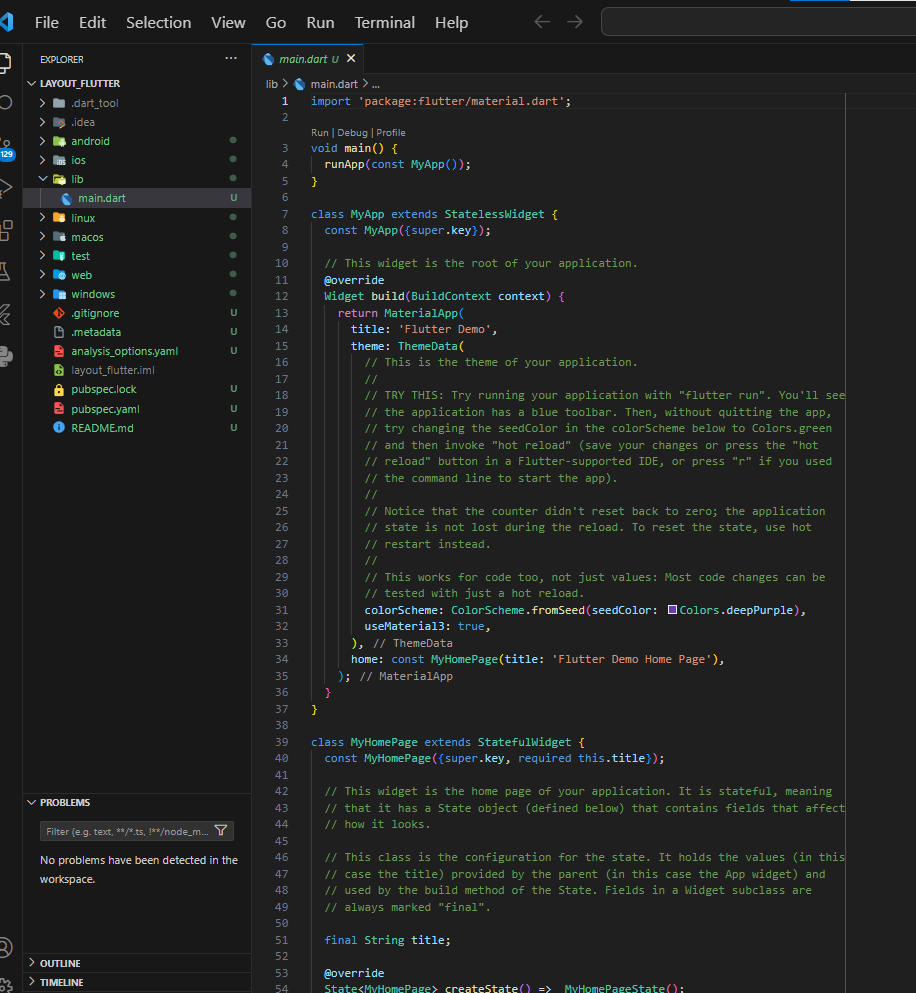 File Edit Selection View Go Run Terminal Help
EXPLORER
LAYOUT_FLUTTER
.dart_tool
.idea
android
ios
lib
main.dart U
linux
macos
test
web
windows
.gitignore U
.metadata U
analysis_options.yaml U
layout_flutter.iml
pubspec.lock U
pubspec.yaml U
README.md U
129
PROBLEMS
Filter (e.g. text, **/*.ts, !**/node_m...
No problems have been detected in the
workspace.
OUTLINE
TIMELINE
main.dart U
lib > main.dart > ...
1 import 'package:flutter/material.dart';
2
Run | Debug | Profile
3 void main() {
4 runApp(const MyApp());
5 }
6
7 class MyApp extends StatelessWidget {
8 const MyApp({super.key});
9
10 // This widget is the root of your application.
11 @override
12 Widget build(BuildContext context) {
13 return MaterialApp(
14 title: 'Flutter Demo',
15 theme: ThemeData(
16 // This is the theme of your application.
17 //
18 // TRY THIS: Try running your application with "flutter run". You'll see
19 // the application has a blue toolbar. Then, without quitting the app,
20 // try changing the seedColor in the colorScheme below to Colors.green
21 // and then invoke "hot reload" (save your changes or press the "hot
22 // reload" button in a Flutter-supported IDE, or press "r" if you used
23 // the command line to start the app).
24 //
25 // Notice that the counter didn't reset back to zero; the application
26 // state is not lost during the reload. To reset the state, use hot
27 // restart instead.
28 //
29 // This works for code too, not just values: Most code changes can be
30 // tested with just a hot reload.
31 colorScheme: ColorScheme.fromSeed(seedColor: Colors.deepPurple),
32 useMaterial3: true,
33 ), // ThemeData
34 home: const MyHomePage(title: 'Flutter Demo Home Page'),
35 ); // MaterialApp
36 }
37 }
38
39 class MyHomePage extends StatefulWidget {
40 const MyHomePage({super.key, required this.title});
41
42 // This widget is the home page of your application. It is stateful, meaning
43 // that it has a State object (defined below) that contains fields that affect
44 // how it looks.
45
46 // This class is the configuration for the state. It holds the values (in this
47 // case the title) provided by the parent (in this case the App widget) and
48 // used by the build method of the State. Fields in a Widget subclass are
49 // always marked "final".
50
51 final String title;
52
53 @override
54 State<MyHomePage> createState() => _MyHomePageState();